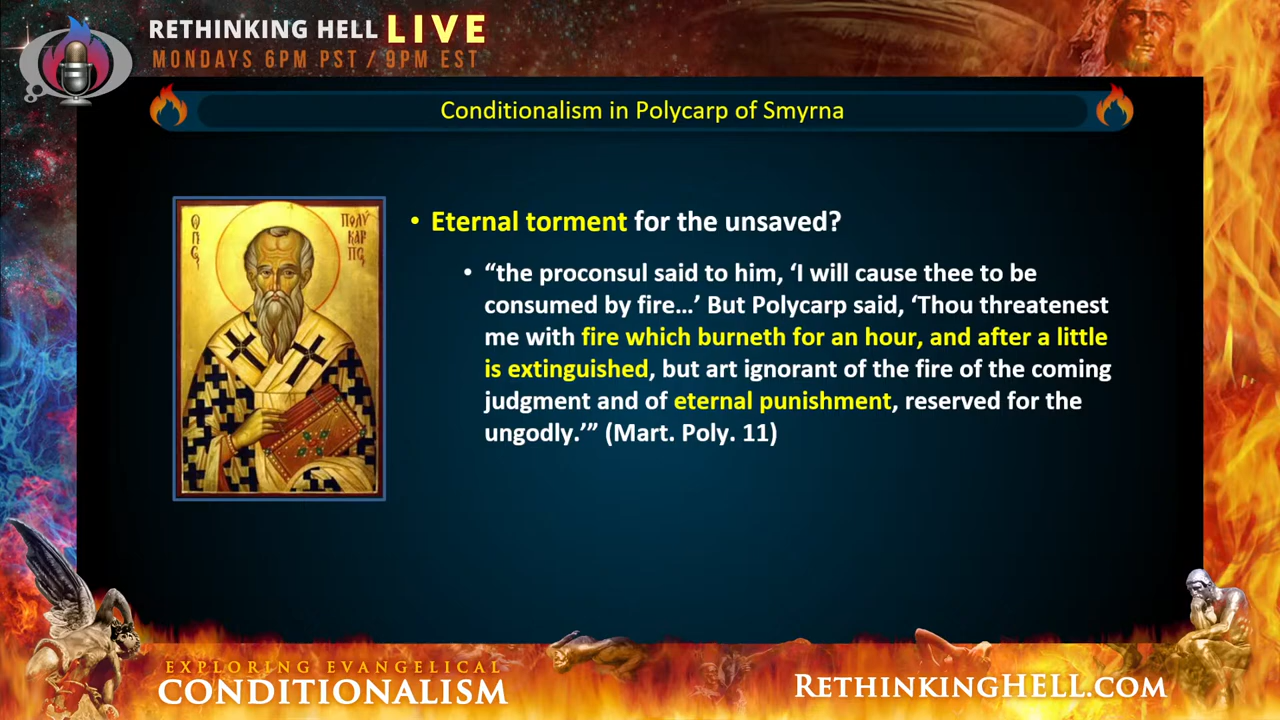 RETHINKING HELL LIVE
MONDAYS 6PM PST / 9PM EST
Conditionalism in Polycarp of Smyrna
• Eternal torment for the unsaved?
• “the proconsul said to him, ‘I will cause thee to be
consumed by fire…’ But Polycarp said, ‘Thou threatenest
me with fire which burneth for an hour, and after a little
is extinguished, but art ignorant of the fire of the coming
judgment and of eternal punishment, reserved for the
ungodly.’” (Mart. Poly. 11)
EXPLORING EVANGELICAL
CONDITIONALISM
RETHINKINGHELL.COM